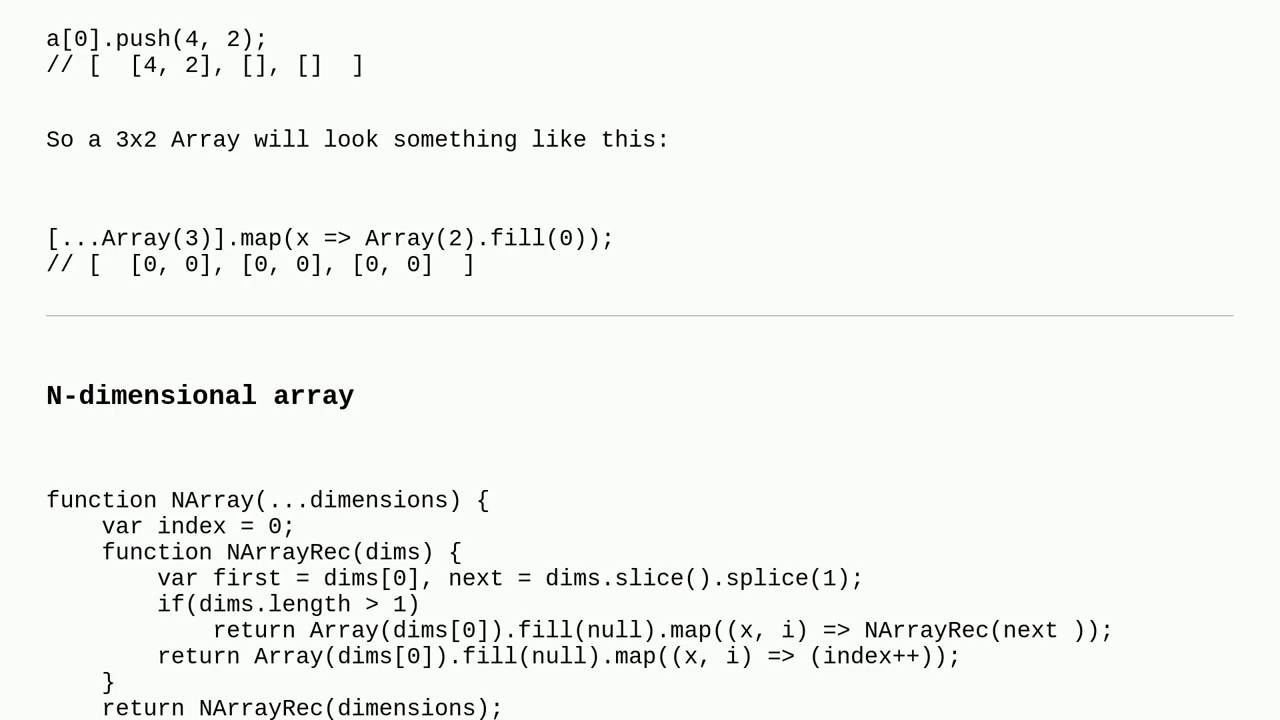 a[0].push(4, 2);
// [  [4, 2], [], []  ]
So a 3x2 Array will look something like this:
[...Array(3)].map(x => Array(2).fill(0));
// [  [0, 0], [0, 0], [0, 0]  ]
N-dimensional array
function NArray(...dimensions) {
    var index = 0;
    function NArrayRec(dims) {
        var first = dims[0], next = dims.slice().splice(1);
        if(dims.length > 1)
            return Array(dims[0]).fill(null).map((x, i) => NArrayRec(next ));
        return Array(dims[0]).fill(null).map((x, i) => (index++));
    }
    return NArrayRec(dimensions);